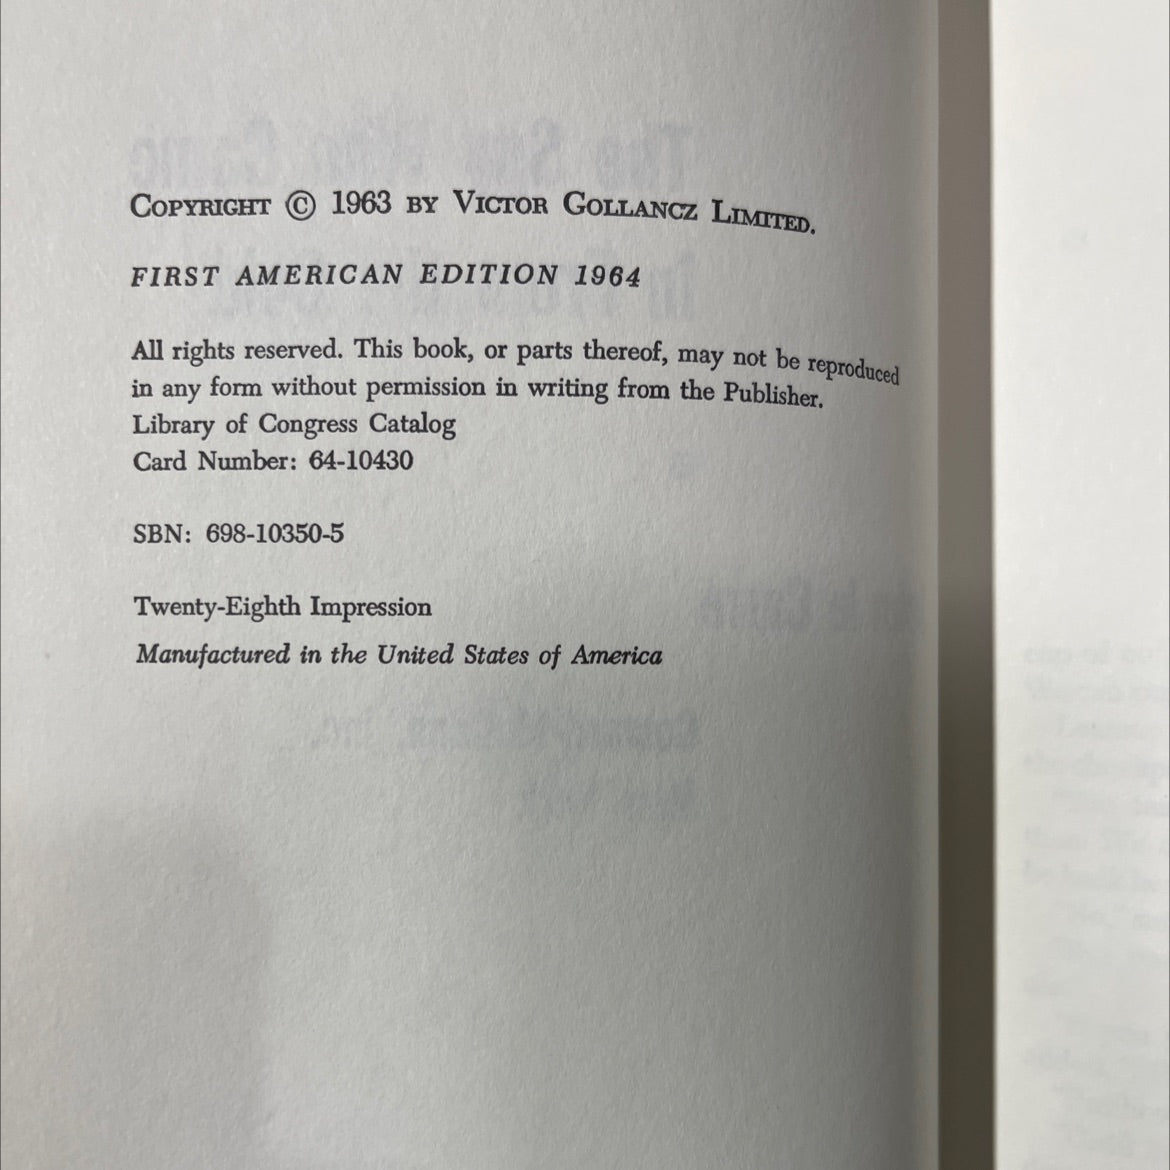 COPYRIGHT © 1963 BY VICTOR GOLLANCZ LIMITED.
FIRST AMERICAN EDITION 1964
All rights reserved. This book, or parts thereof, may not be reproduced
in any form without permission in writing from the Publisher.
Library of Congress Catalog
Card Number: 64-10430
SBN: 698-10350-5
Twenty-Eighth Impression
Manufactured in the United States of America